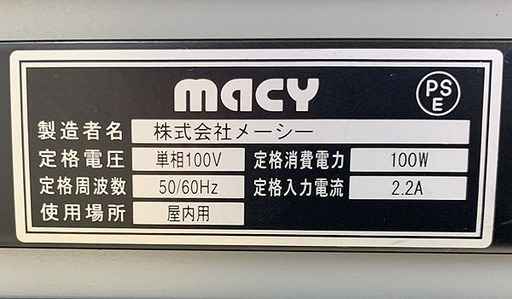 macy
PS
E
製造者名 株式会社メーシー
定格電圧 単相100V 定格消費電力 100W
定格周波数 50/60Hz 定格入力電流 2.2A
使用場所 屋内用